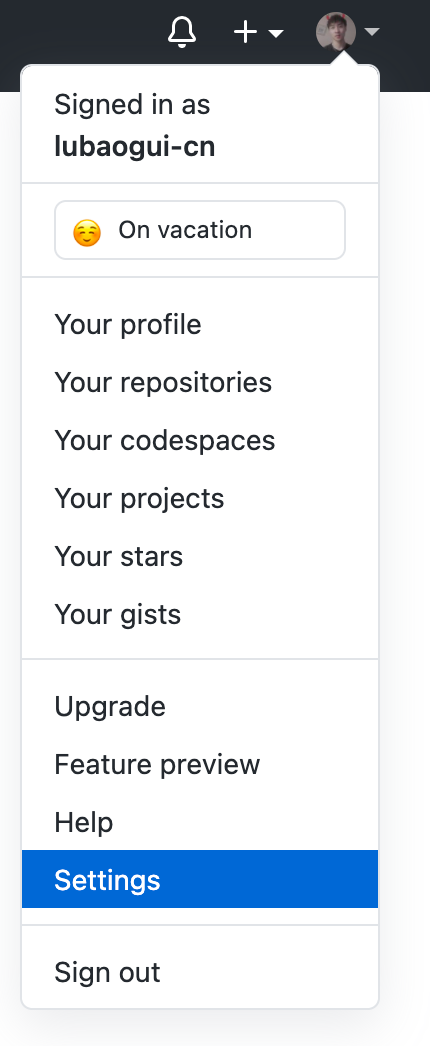 Signed in as
lubaogui-cn
On vacation
Your profile
Your repositories
Your codespaces
Your projects
Your stars
Your gists
Upgrade
Feature preview
Help
Settings
Sign out